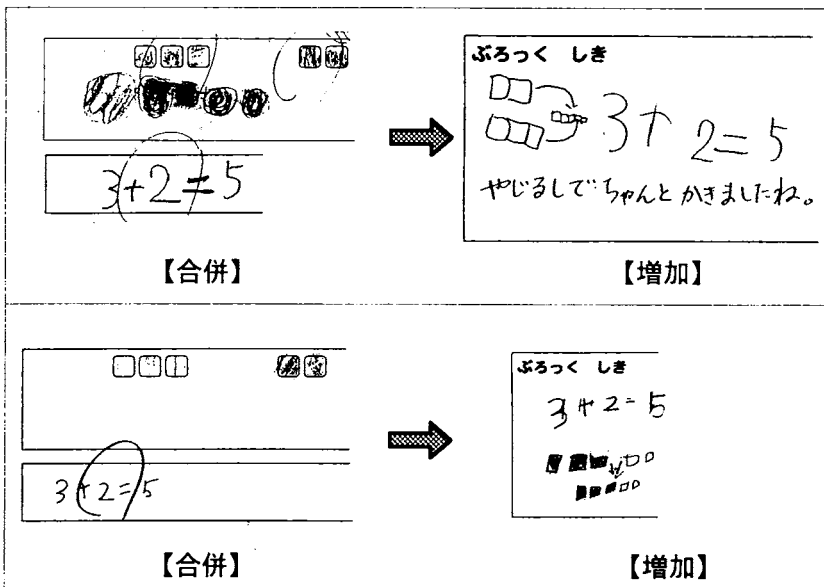 ぶろっく しき
3+2=5
3+2=5
やじるしで ちゃんと かきましたね。
【合併】
【増加】
ぶろっく しき
3+2=5
3+2=5
【合併】
【増加】